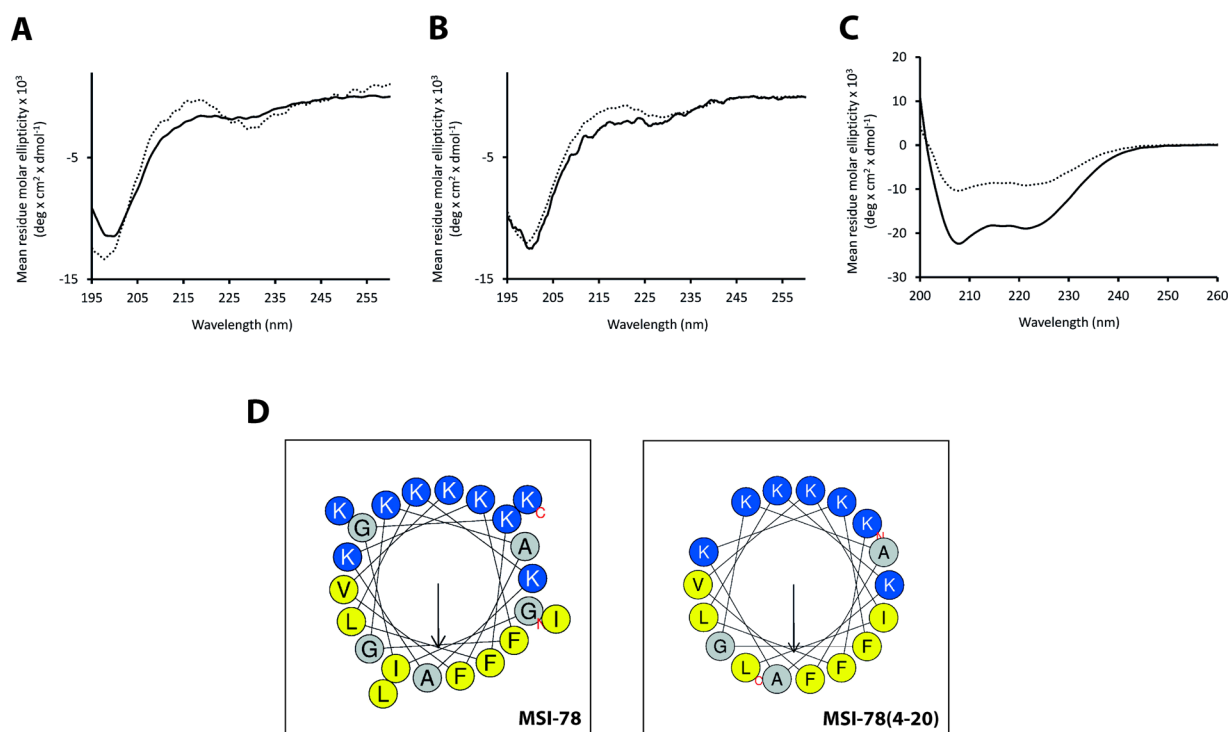 A
B
C
Mean residue molar ellipticity x 10³
(deg x cm² x dmol⁻¹)
-5
-15
195 205 215 225 235 245 255
Wavelength (nm)
Mean residue molar ellipticity x 10³
(deg x cm² x dmol⁻¹)
-5
-15
195 205 215 225 235 245 255
Wavelength (nm)
Mean residue molar ellipticity x 10³
(deg x cm² x dmol⁻¹)
20
10
0
-10
-20
-30
200 210 220 230 240 250 260
Wavelength (nm)
D
K G K K K K K K C
A
K
G I
F
F
F
A
I
L
G
L
V
K
MSI-78
K K K K K N
A
K
I
F
F
F
A
L C
G
L
V
K
MSI-78(4-20)